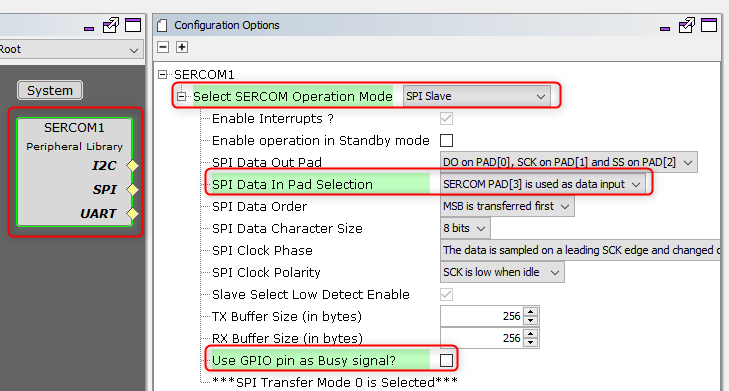 Root
System
SERCOM1
Peripheral Library
I2C
SPI
UART
Configuration Options
SERCOM1
Select SERCOM Operation Mode SPI Slave
Enable Interrupts ?
Enable operation in Standby mode
SPI Data Out Pad DO on PAD[0], SCK on PAD[1] and SS on PAD[2]
SPI Data In Pad Selection SERCOM PAD[3] is used as data input
SPI Data Order MSB is transferred first
SPI Data Character Size 8 bits
SPI Clock Phase The data is sampled on a leading SCK edge and changed o
SPI Clock Polarity SCK is low when idle
Slave Select Low Detect Enable
TX Buffer Size (in bytes) 256
RX Buffer Size (in bytes) 256
Use GPIO pin as Busy signal?
***SPI Transfer Mode 0 is Selected***